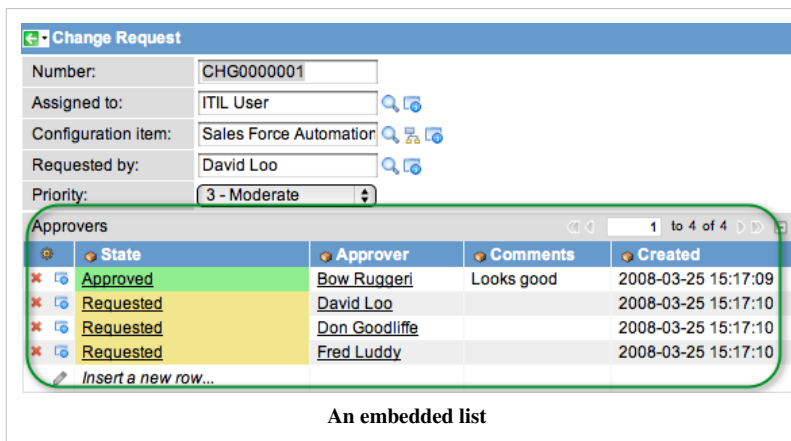 Change Request
Number: CHG0000001
Assigned to: ITIL User
Configuration item: Sales Force Automation
Requested by: David Loo
Priority: 3 - Moderate
Approvers 1 to 4 of 4
State Approver Comments Created
Approved Bow Ruggeri Looks good 2008-03-25 15:17:09
Requested David Loo 2008-03-25 15:17:10
Requested Don Goodliffe 2008-03-25 15:17:10
Requested Fred Luddy 2008-03-25 15:17:10
Insert a new row...
An embedded list